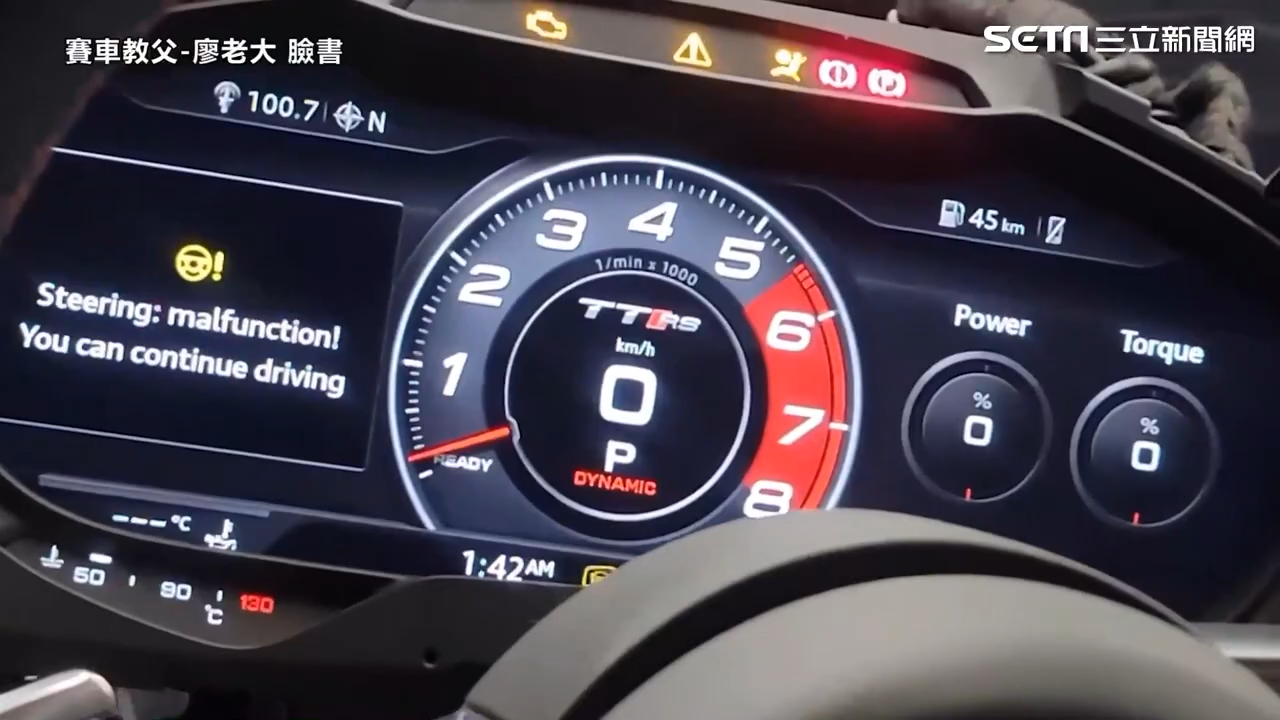 賽車教父-廖老大 臉書
SETN三立新聞網
100.7 N
45 km
Steering: malfunction!
You can continue driving
1 2 3 4 5 6 7 8
1/min x 1000
TTRS
km/h
0
P
DYNAMIC
READY
Power
% 0
Torque
% 0
---°C
1:42AM
50 90 130
°C